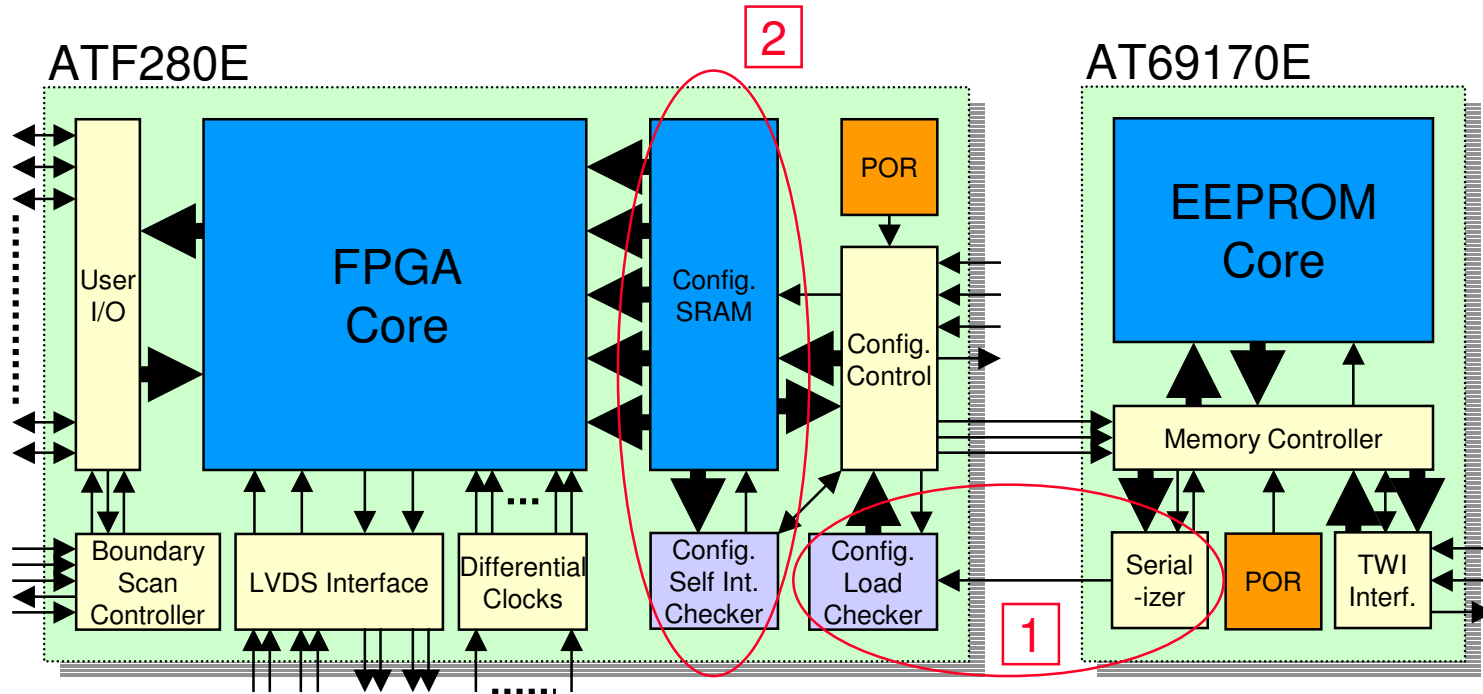 2
ATF280E
AT69170E
User
I/O
FPGA
Core
Config.
SRAM
POR
Config.
Control
EEPROM
Core
Memory Controller
Boundary
Scan
Controller
LVDS Interface
Differential
Clocks
Config.
Self Int.
Checker
Config.
Load
Checker
1
Serial
-izer
POR
TWI
Interf.